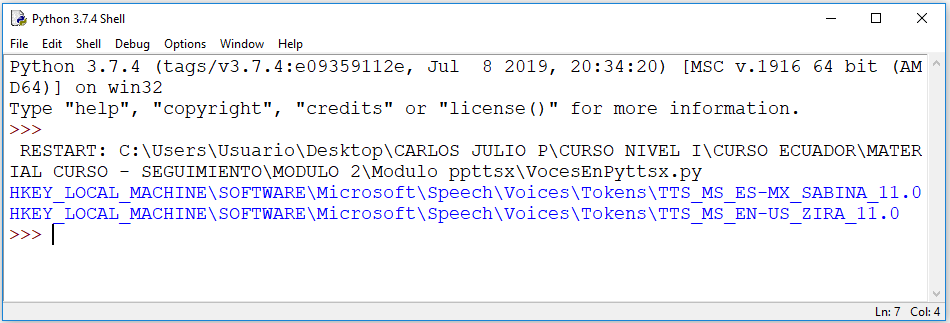 Python 3.7.4 Shell
File Edit Shell Debug Options Window Help
Python 3.7.4 (tags/v3.7.4:e09359112e, Jul  8 2019, 20:34:20) [MSC v.1916 64 bit (AM
D64)] on win32
Type "help", "copyright", "credits" or "license()" for more information.
>>>
 RESTART: C:\Users\Usuario\Desktop\CARLOS JULIO P\CURSO NIVEL I\CURSO ECUADOR\MATER
IAL CURSO - SEGUIMIENTO\MODULO 2\Modulo ppttsx\VocesEnPyttsx.py
HKEY_LOCAL_MACHINE\SOFTWARE\Microsoft\Speech\Voices\Tokens\TTS_MS_ES-MX_SABINA_11.0
HKEY_LOCAL_MACHINE\SOFTWARE\Microsoft\Speech\Voices\Tokens\TTS_MS_EN-US_ZIRA_11.0
>>>
Ln: 7 Col: 4